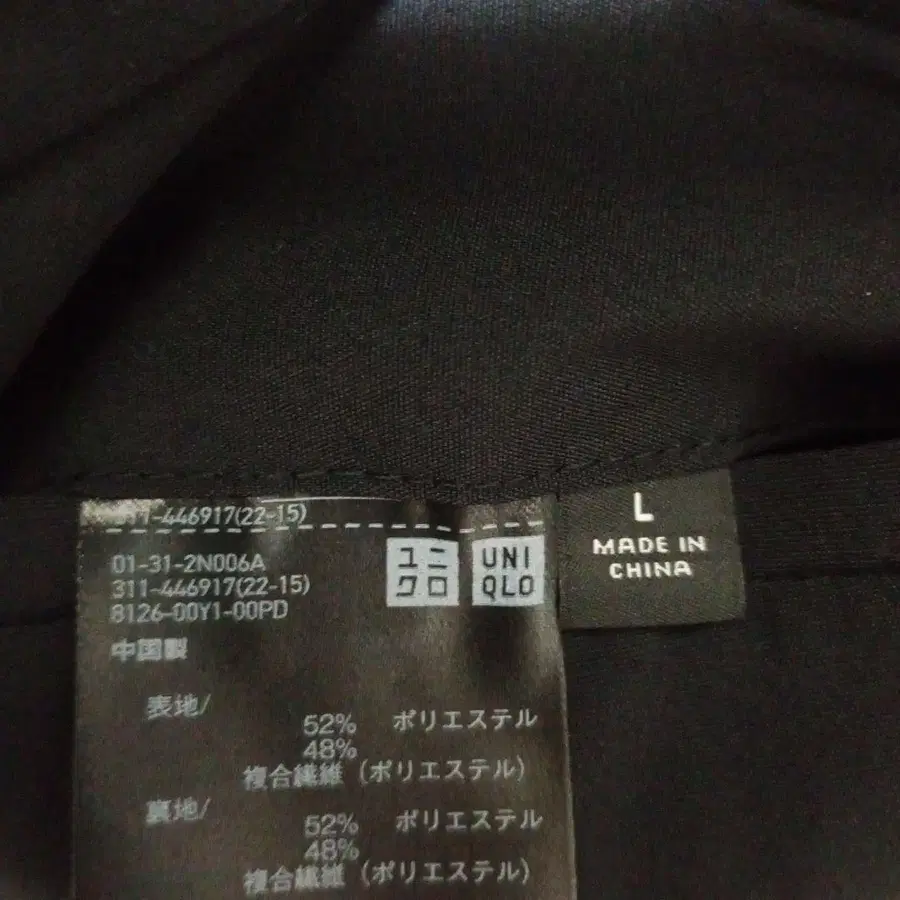 311-446917(22-15)
01-31-2N006A
311-446917(22-15)
8126-00Y1-00PD
中国製
ユニ
クロ
UNI
QLO
L
MADE IN
CHINA
表地/
52% ポリエステル
48%
複合繊維 (ポリエステル)
裏地/
52% ポリエステル
48%
複合繊維 (ポリエステル)